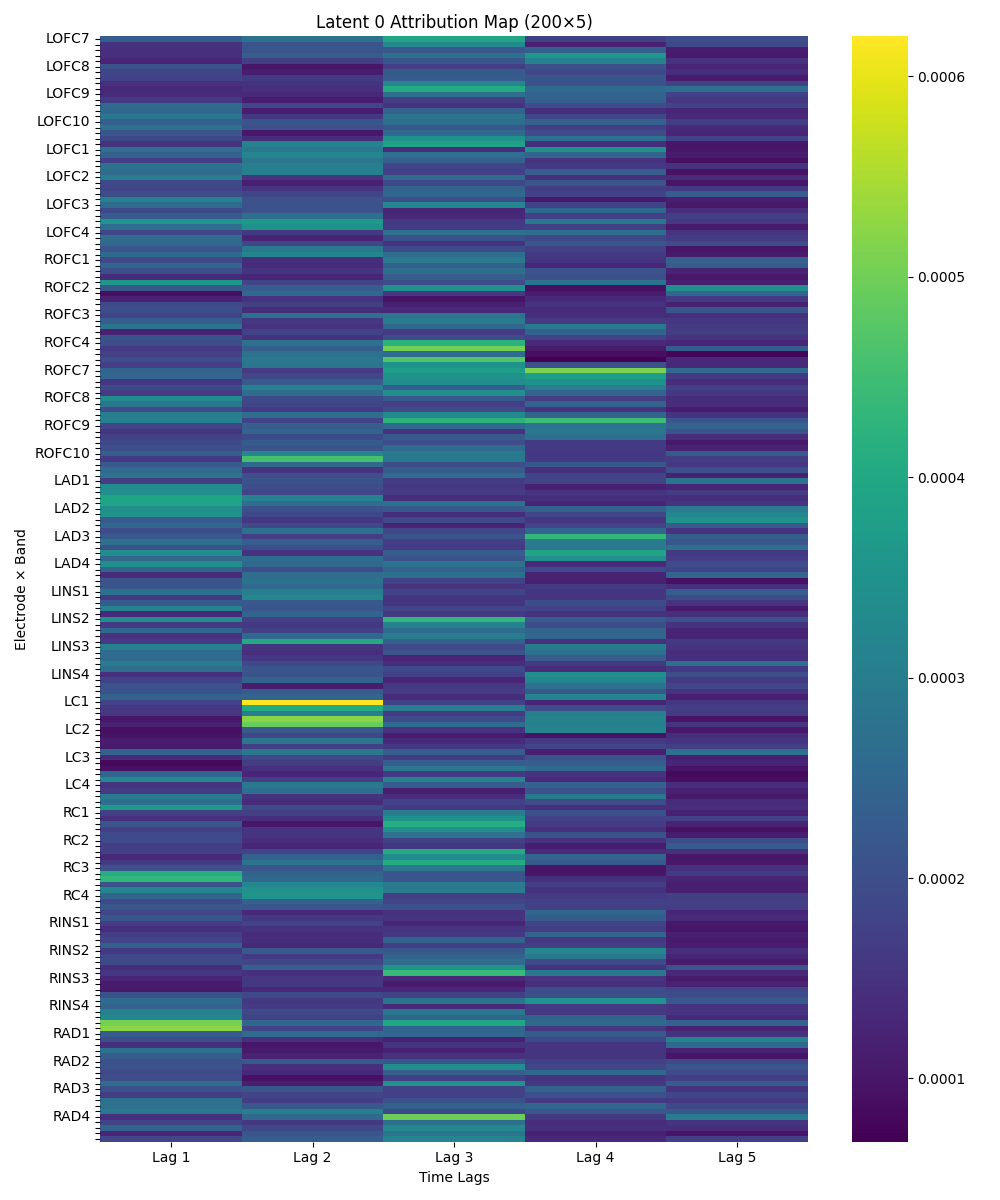 Latent 0 Attribution Map (200×5)
LOFC7
LOFC8
LOFC9
LOFC10
LOFC1
LOFC2
LOFC3
LOFC4
ROFC1
ROFC2
ROFC3
ROFC4
ROFC7
ROFC8
ROFC9
ROFC10
LAD1
LAD2
LAD3
LAD4
LINS1
LINS2
LINS3
LINS4
LC1
LC2
LC3
LC4
RC1
RC2
RC3
RC4
RINS1
RINS2
RINS3
RINS4
RAD1
RAD2
RAD3
RAD4
Electrode × Band
Lag 1 Lag 2 Lag 3 Lag 4 Lag 5
Time Lags
0.0006
0.0005
0.0004
0.0003
0.0002
0.0001